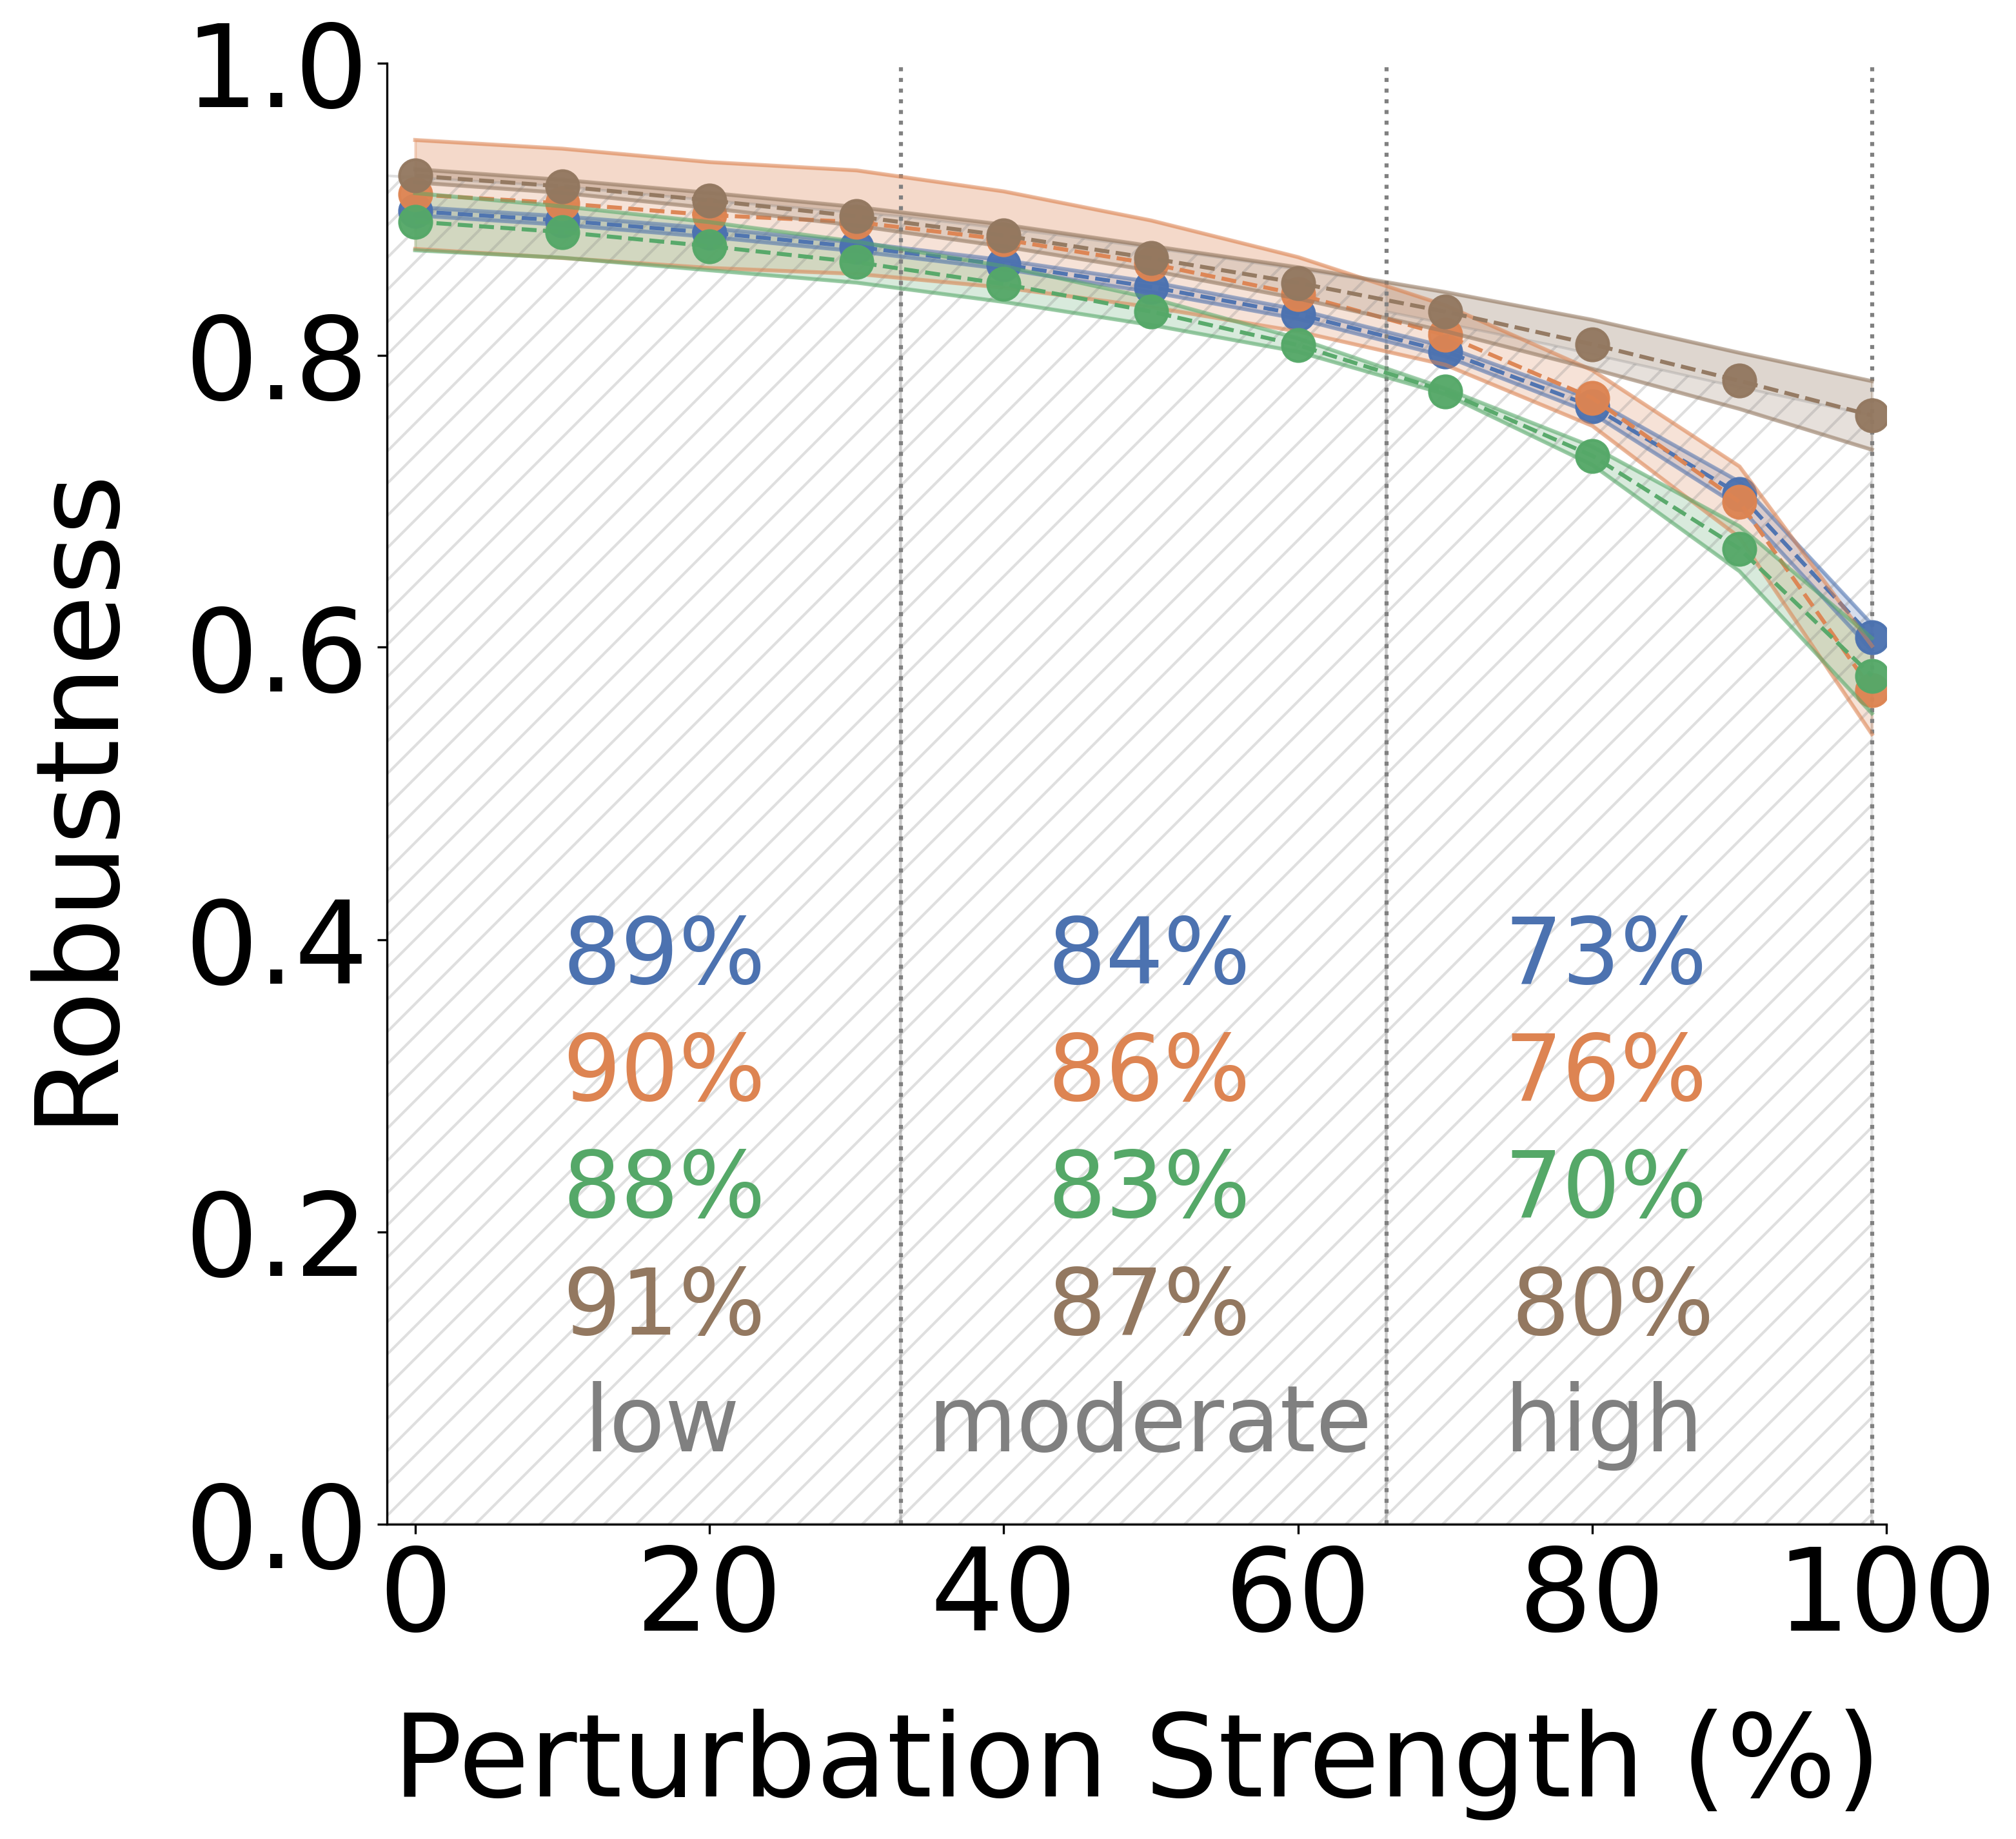 1.0
0.8
0.6
0.4
0.2
0.0
Robustness
89% 84% 73%
90% 86% 76%
88% 83% 70%
91% 87% 80%
low moderate high
0 20 40 60 80 100
Perturbation Strength (%)